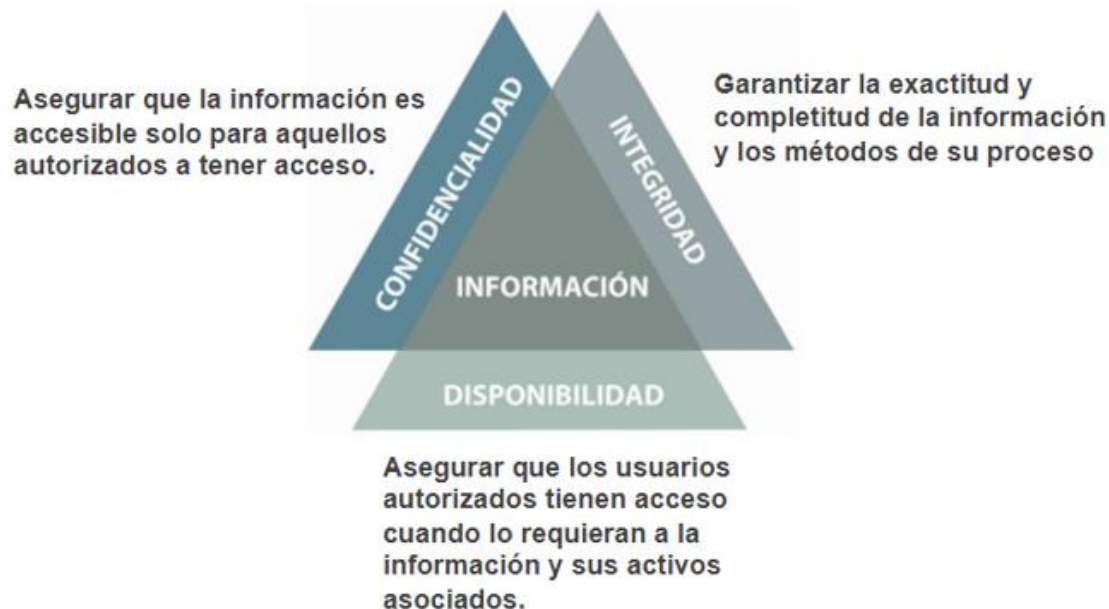 Asegurar que la información es
accesible solo para aquellos
autorizados a tener acceso.
CONFIDENCIALIDAD
INTEGRIDAD
Garantizar la exactitud y
completitud de la información
y los métodos de su proceso
INFORMACIÓN
DISPONIBILIDAD
Asegurar que los usuarios
autorizados tienen acceso
cuando lo requieran a la
información y sus activos
asociados.